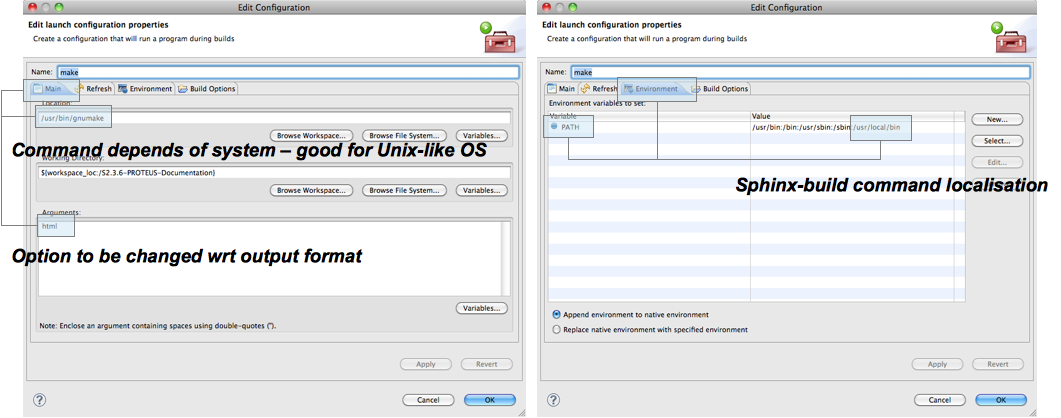 Edit Configuration
Edit launch configuration properties
Create a configuration that will run a program during builds
Name: make
Main Refresh Environment Build Options
Location:
/usr/bin/gnumake
Browse Workspace... Browse File System... Variables...
Command depends of system – good for Unix-like OS
Working Directory:
${workspace_loc:/52.3.6-PROTEUS-Documentation}
Browse Workspace... Browse File System... Variables...
Arguments:
html
Option to be changed wrt output format
Variables...
Note: Enclose an argument containing spaces using double-quotes (").
Apply Revert
? Cancel OK
Edit Configuration
Edit launch configuration properties
Create a configuration that will run a program during builds
Name: make
Main Refresh Environment Build Options
Environment variables to set:
Variable Value
PATH /usr/bin:/bin:/usr/sbin:/sbin:/usr/local/bin
New...
Select...
Edit...
Sphinx-build command localisation
Append environment to native environment
Replace native environment with specified environment
Apply Revert
? Cancel OK